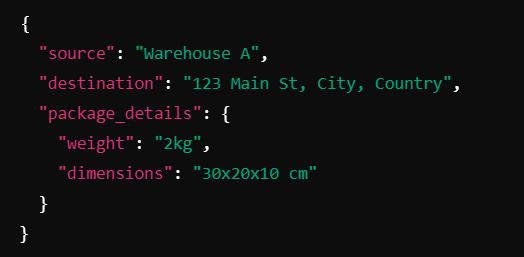 {
  "source": "Warehouse A",
  "destination": "123 Main St, City, Country",
  "package_details": {
    "weight": "2kg",
    "dimensions": "30x20x10 cm"
  }
}